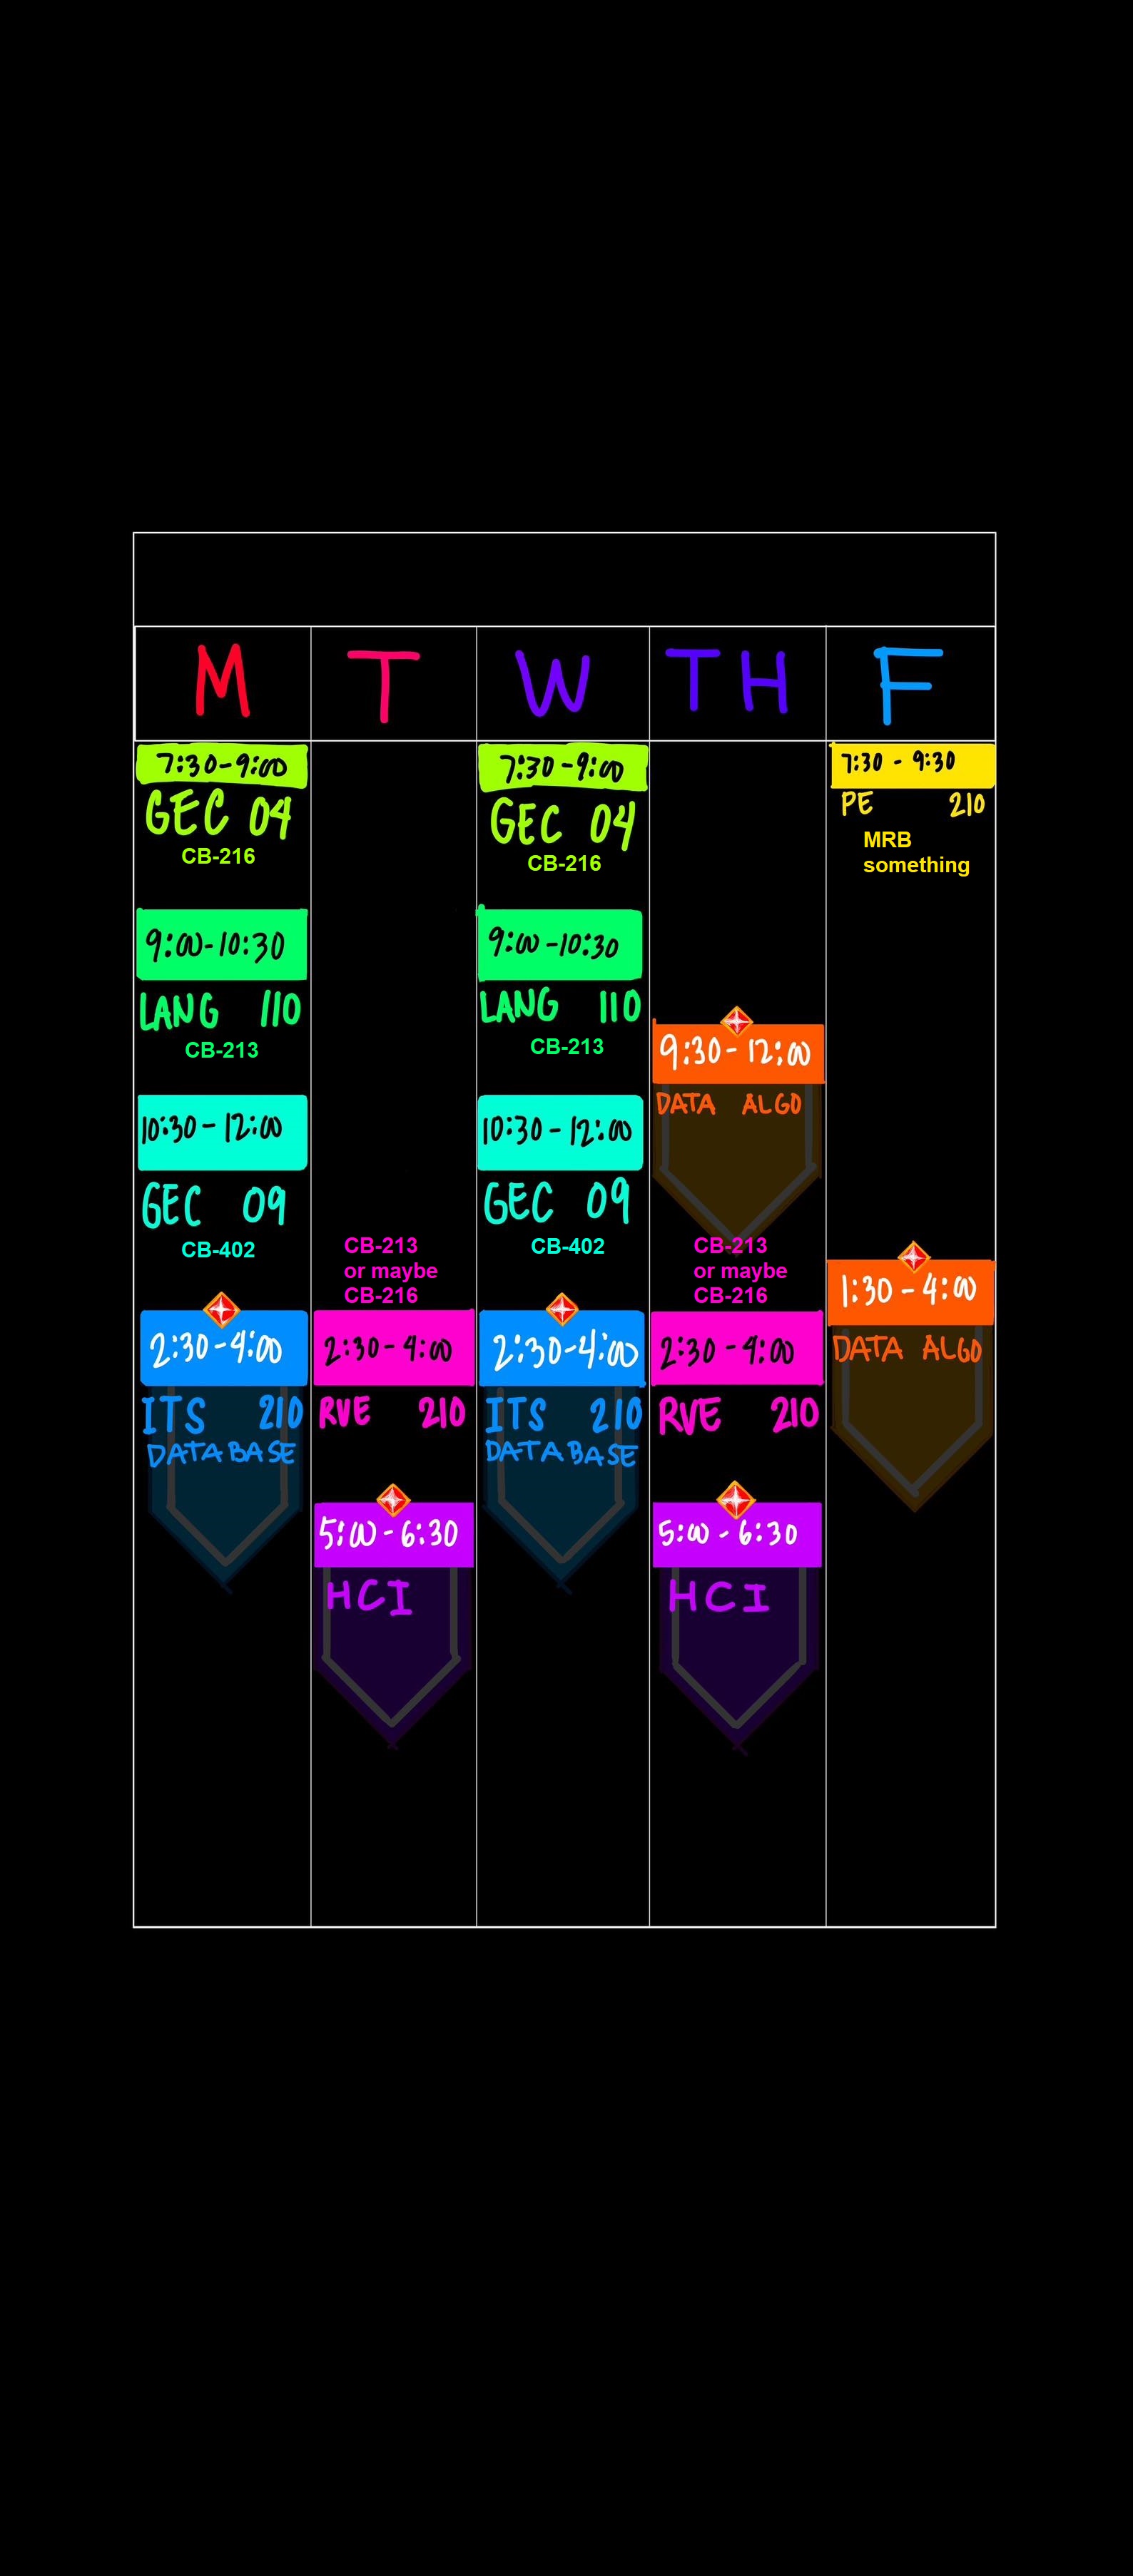 M T W TH F
7:30-9:00
GEC 04
CB-216
9:00-10:30
LANG 110
CB-213
10:30-12:00
GEC 09
CB-402
2:30-4:00
ITS 210
DATABASE
CB-213
or maybe
CB-216
2:30-4:00
RVE 210
5:00-6:30
HCI
7:30-9:00
GEC 04
CB-216
9:00-10:30
LANG 110
CB-213
10:30-12:00
GEC 09
CB-402
2:30-4:00
ITS 210
DATABASE
9:30-12:00
DATA ALGO
CB-213
or maybe
CB-216
2:30-4:00
RVE 210
5:00-6:30
HCI
7:30 - 9:30
PE 210
MRB
something
1:30-4:00
DATA ALGO